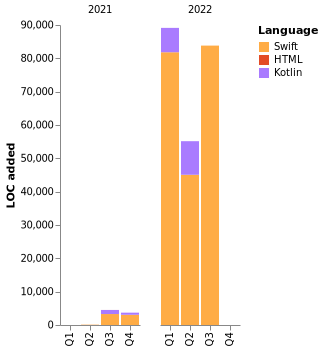 2021
2022
Language
Swift
HTML
Kotlin
LOC added
90,000
80,000
70,000
60,000
50,000
40,000
30,000
20,000
10,000
0
Q1
Q2
Q3
Q4
Q1
Q2
Q3
Q4